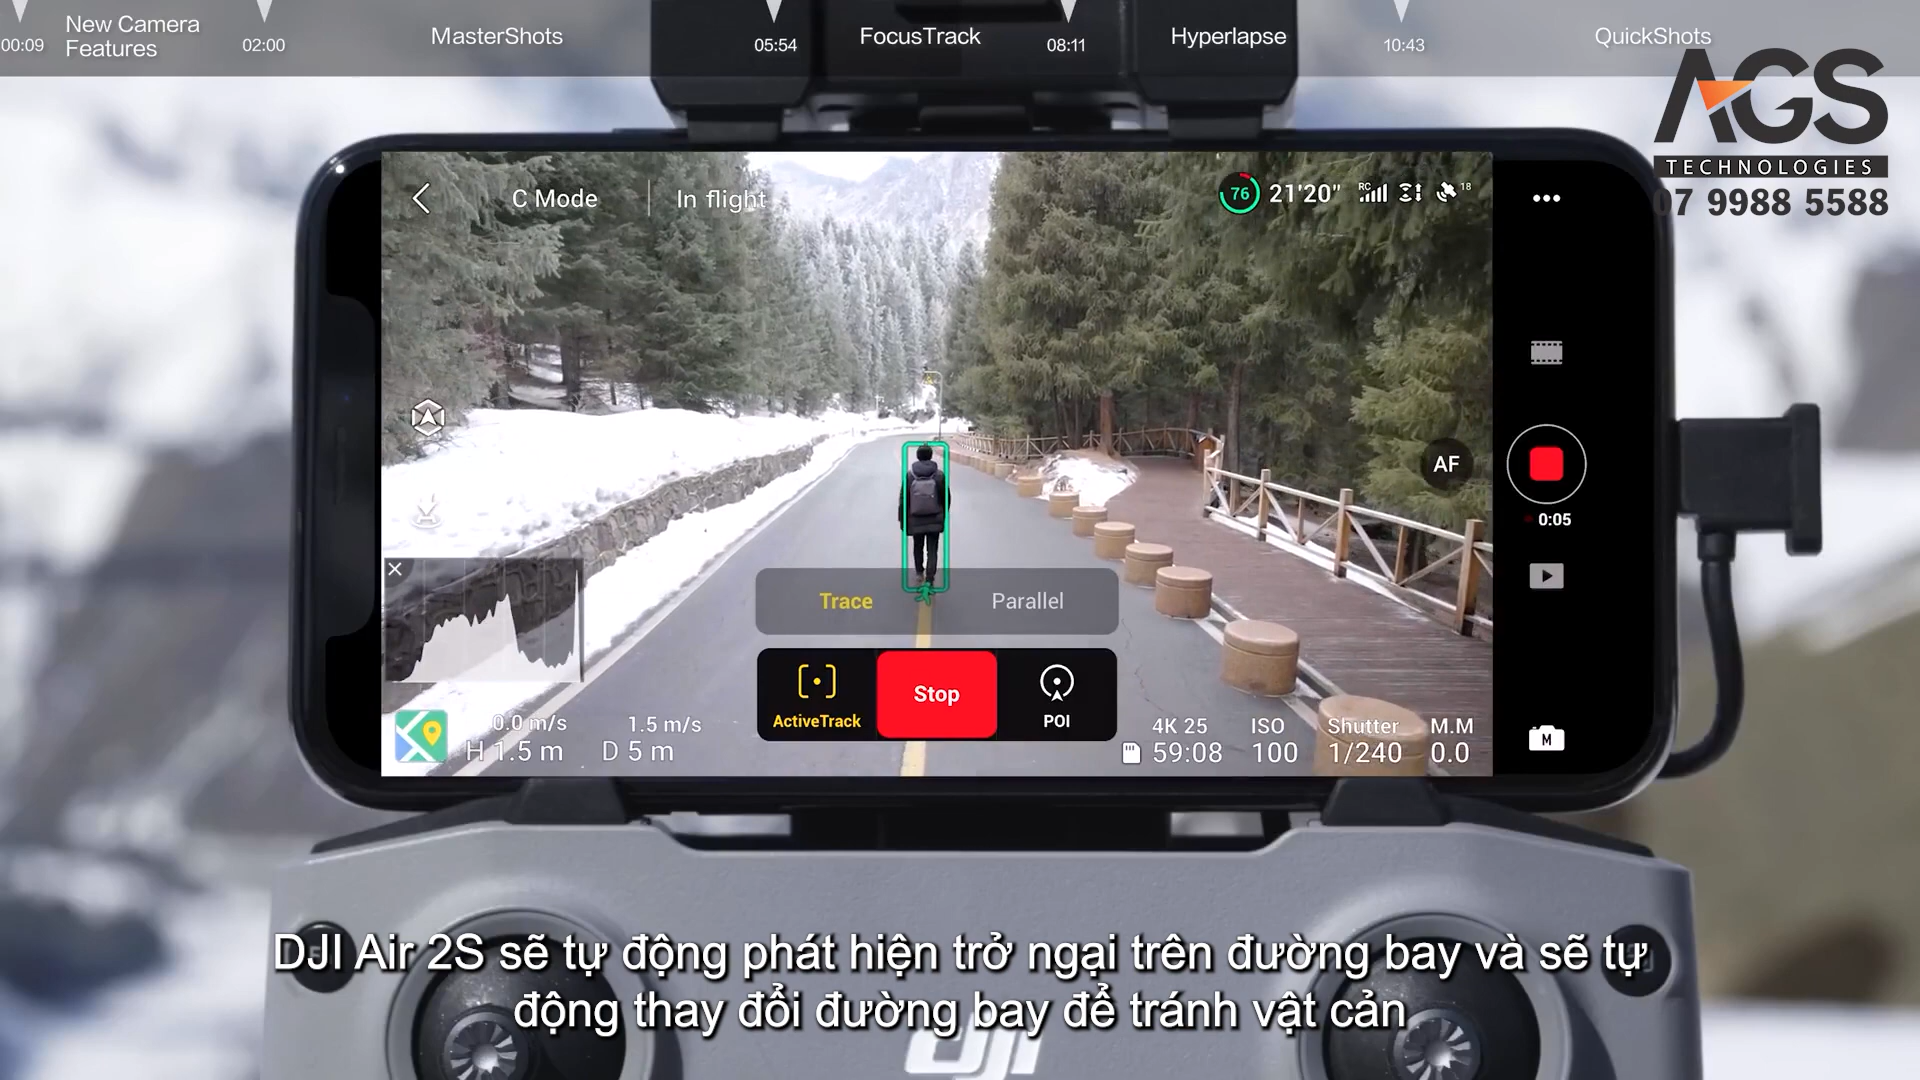 00:09
New Camera
Features
02:00
MasterShots
05:54
FocusTrack
08:11
Hyperlapse
10:43
QuickShots
AGS
TECHNOLOGIES
07 9988 5588
C Mode
In flight
76
21'20"
RC
18
AF
0:05
Trace
Parallel
ActiveTrack
Stop
POI
0.0 m/s
1.5 m/s
H 1.5 m
D 5 m
4K 25
ISO
Shutter
M.M
59:08
100
1/240
0.0
M
DJI Air 2S sẽ tự động phát hiện trở ngại trên đường bay và sẽ tự
động thay đổi đường bay để tránh vật cản
DJI